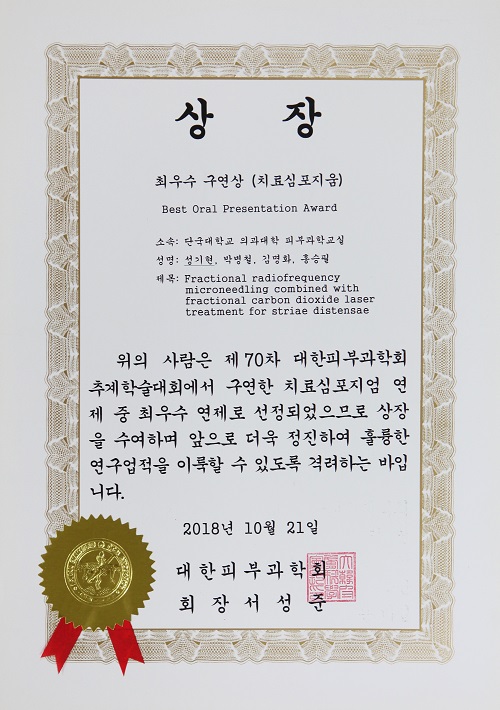 상 장
최우수 구연상 (치료심포지움)
Best Oral Presentation Award
소속: 단국대학교 의과대학 피부과학교실
성명: 성기현, 박병철, 김명화, 홍승필
제목: Fractional radiofrequency
microneedling combined with
fractional carbon dioxide laser
treatment for striae distensae
위의 사람은 제70차 대한피부과학회
추계학술대회에서 구연한 치료심포지엄 연
제 중 최우수 연제로 선정되었으므로 상장
을 수여하며 앞으로 더욱 정진하여 훌륭한
연구업적을 이룩할 수 있도록 격려하는 바입
니다.
2018년 10월 21일
대한피부과학회
회장서성준